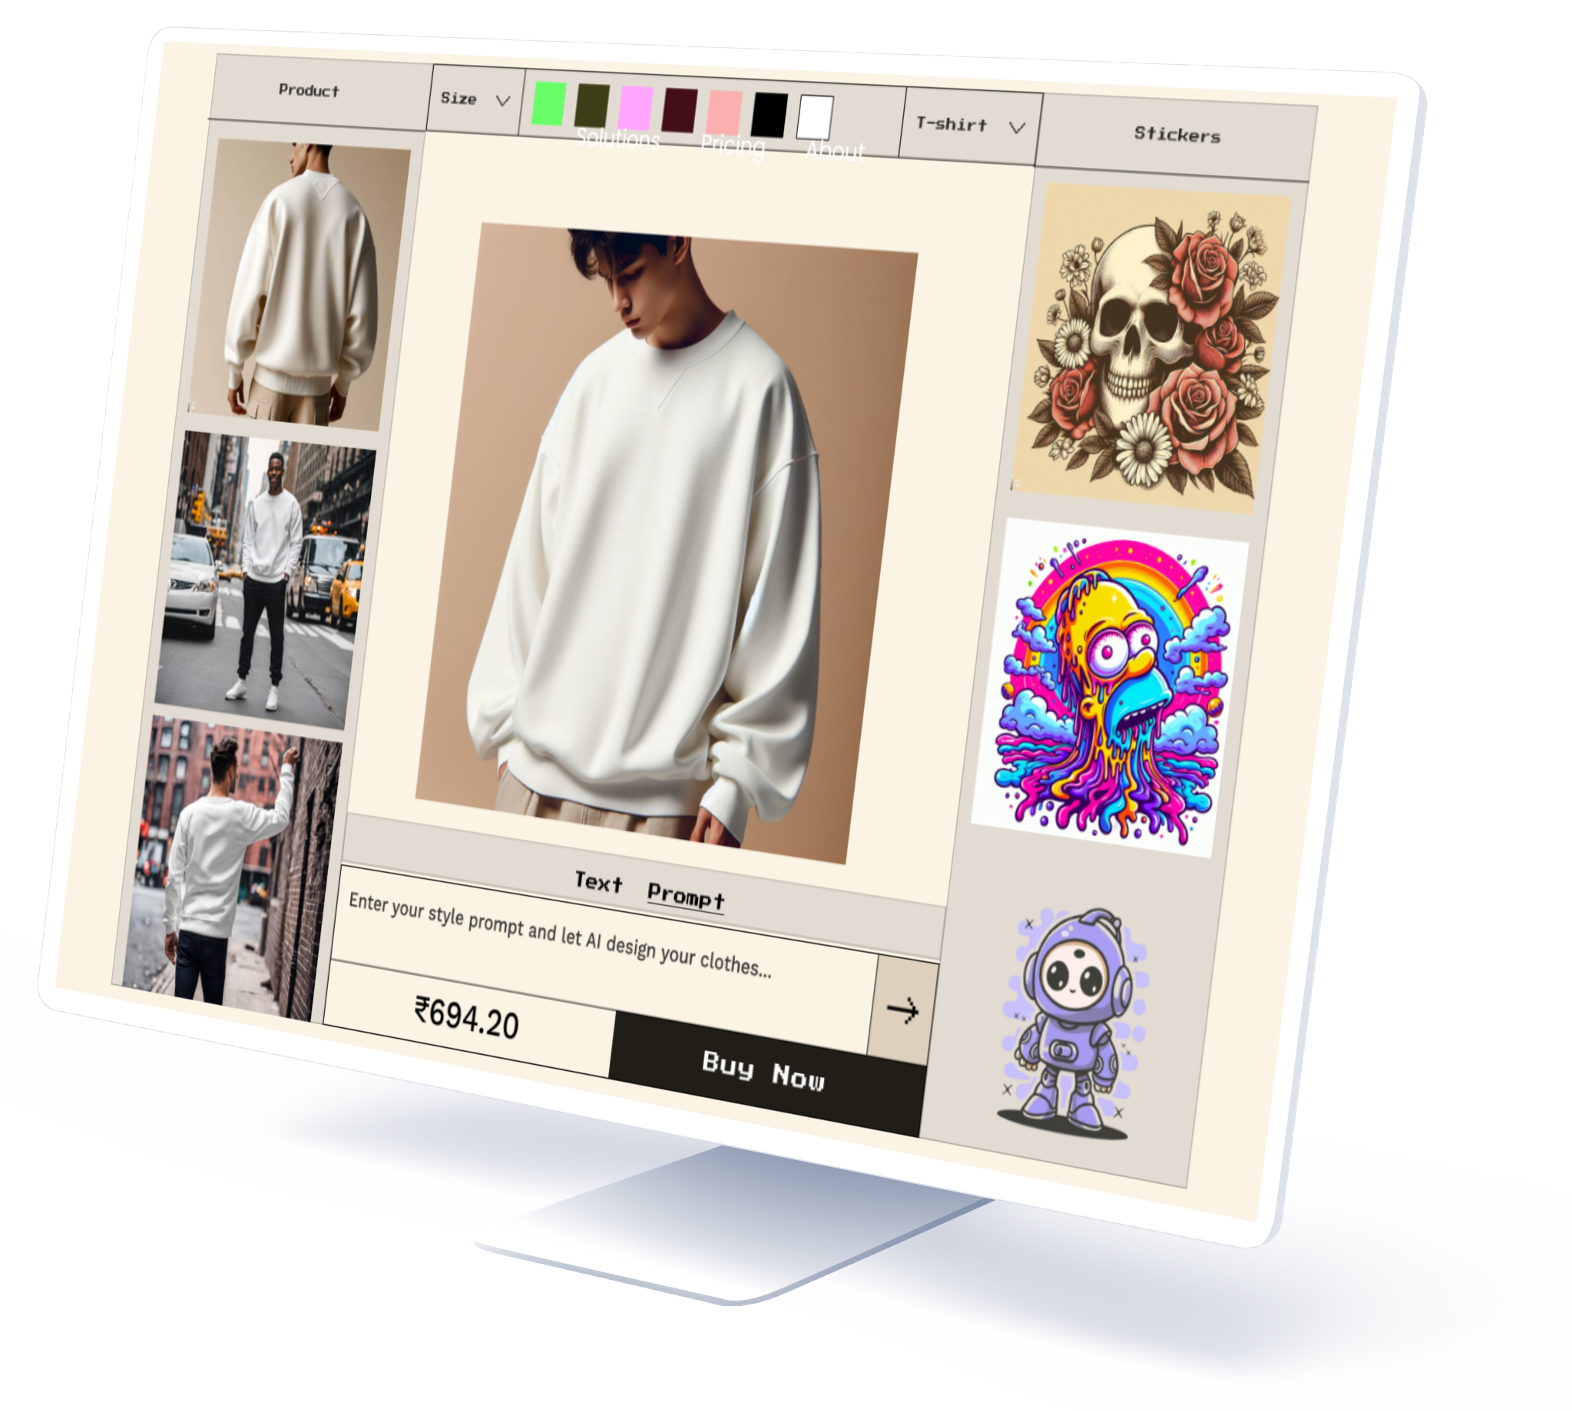 Product
Size
T-shirt
Stickers
Solutions
Pricing
About
Text Prompt
Enter your style prompt and let AI design your clothes...
₹694.20
Buy Now